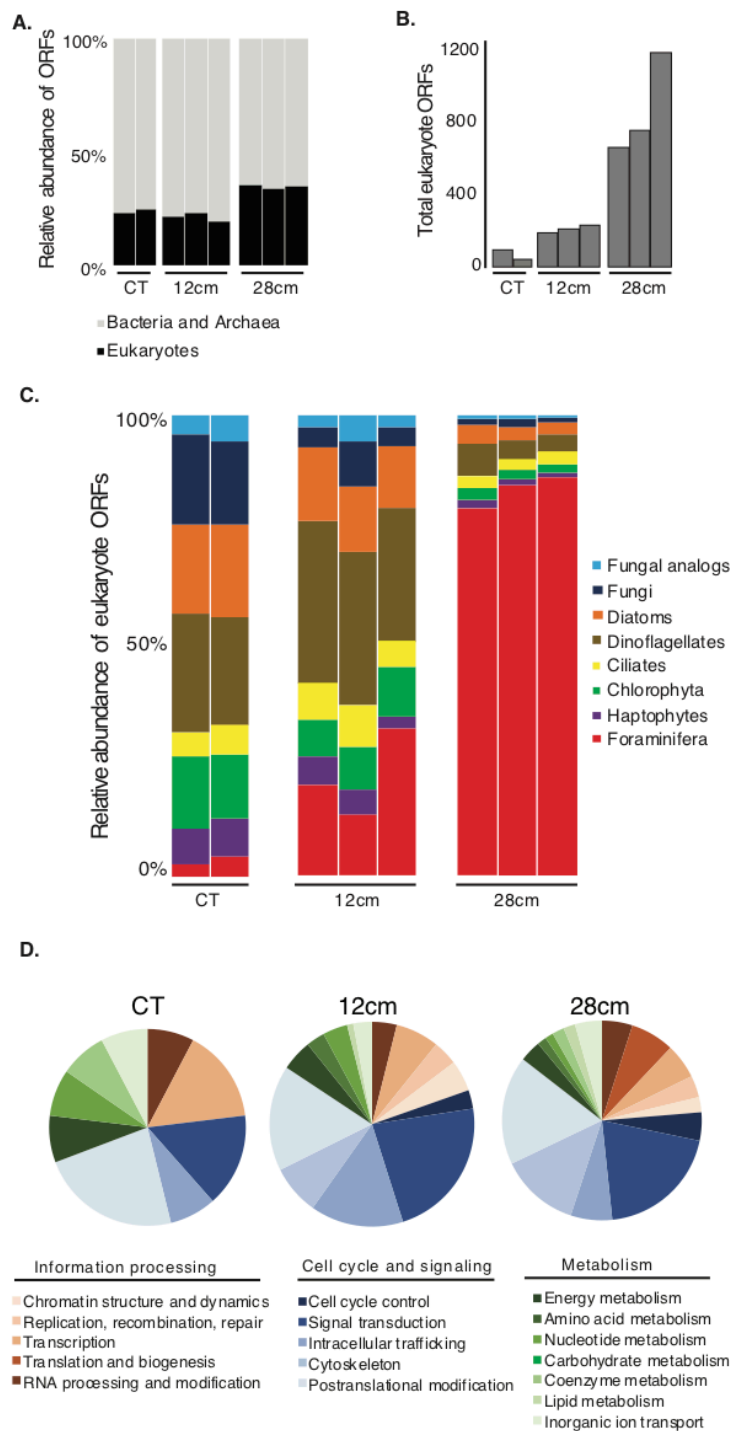 A.
100%
50%
0%
Relative abundance of ORFs
CT
12cm
28cm
Bacteria and Archaea
Eukaryotes
B.
1200
800
400
0
Total eukaryote ORFs
CT
12cm
28cm
C.
100%
50%
0%
Relative abundance of eukaryote ORFs
CT
12cm
28cm
Fungal analogs
Fungi
Diatoms
Dinoflagellates
Ciliates
Chlorophyta
Haptophytes
Foraminifera
D.
CT
12cm
28cm
Information processing
Chromatin structure and dynamics
Replication, recombination, repair
Transcription
Translation and biogenesis
RNA processing and modification
Cell cycle and signaling
Cell cycle control
Signal transduction
Intracellular trafficking
Cytoskeleton
Postranslational modification
Metabolism
Energy metabolism
Amino acid metabolism
Nucleotide metabolism
Carbohydrate metabolism
Coenzyme metabolism
Lipid metabolism
Inorganic ion transport